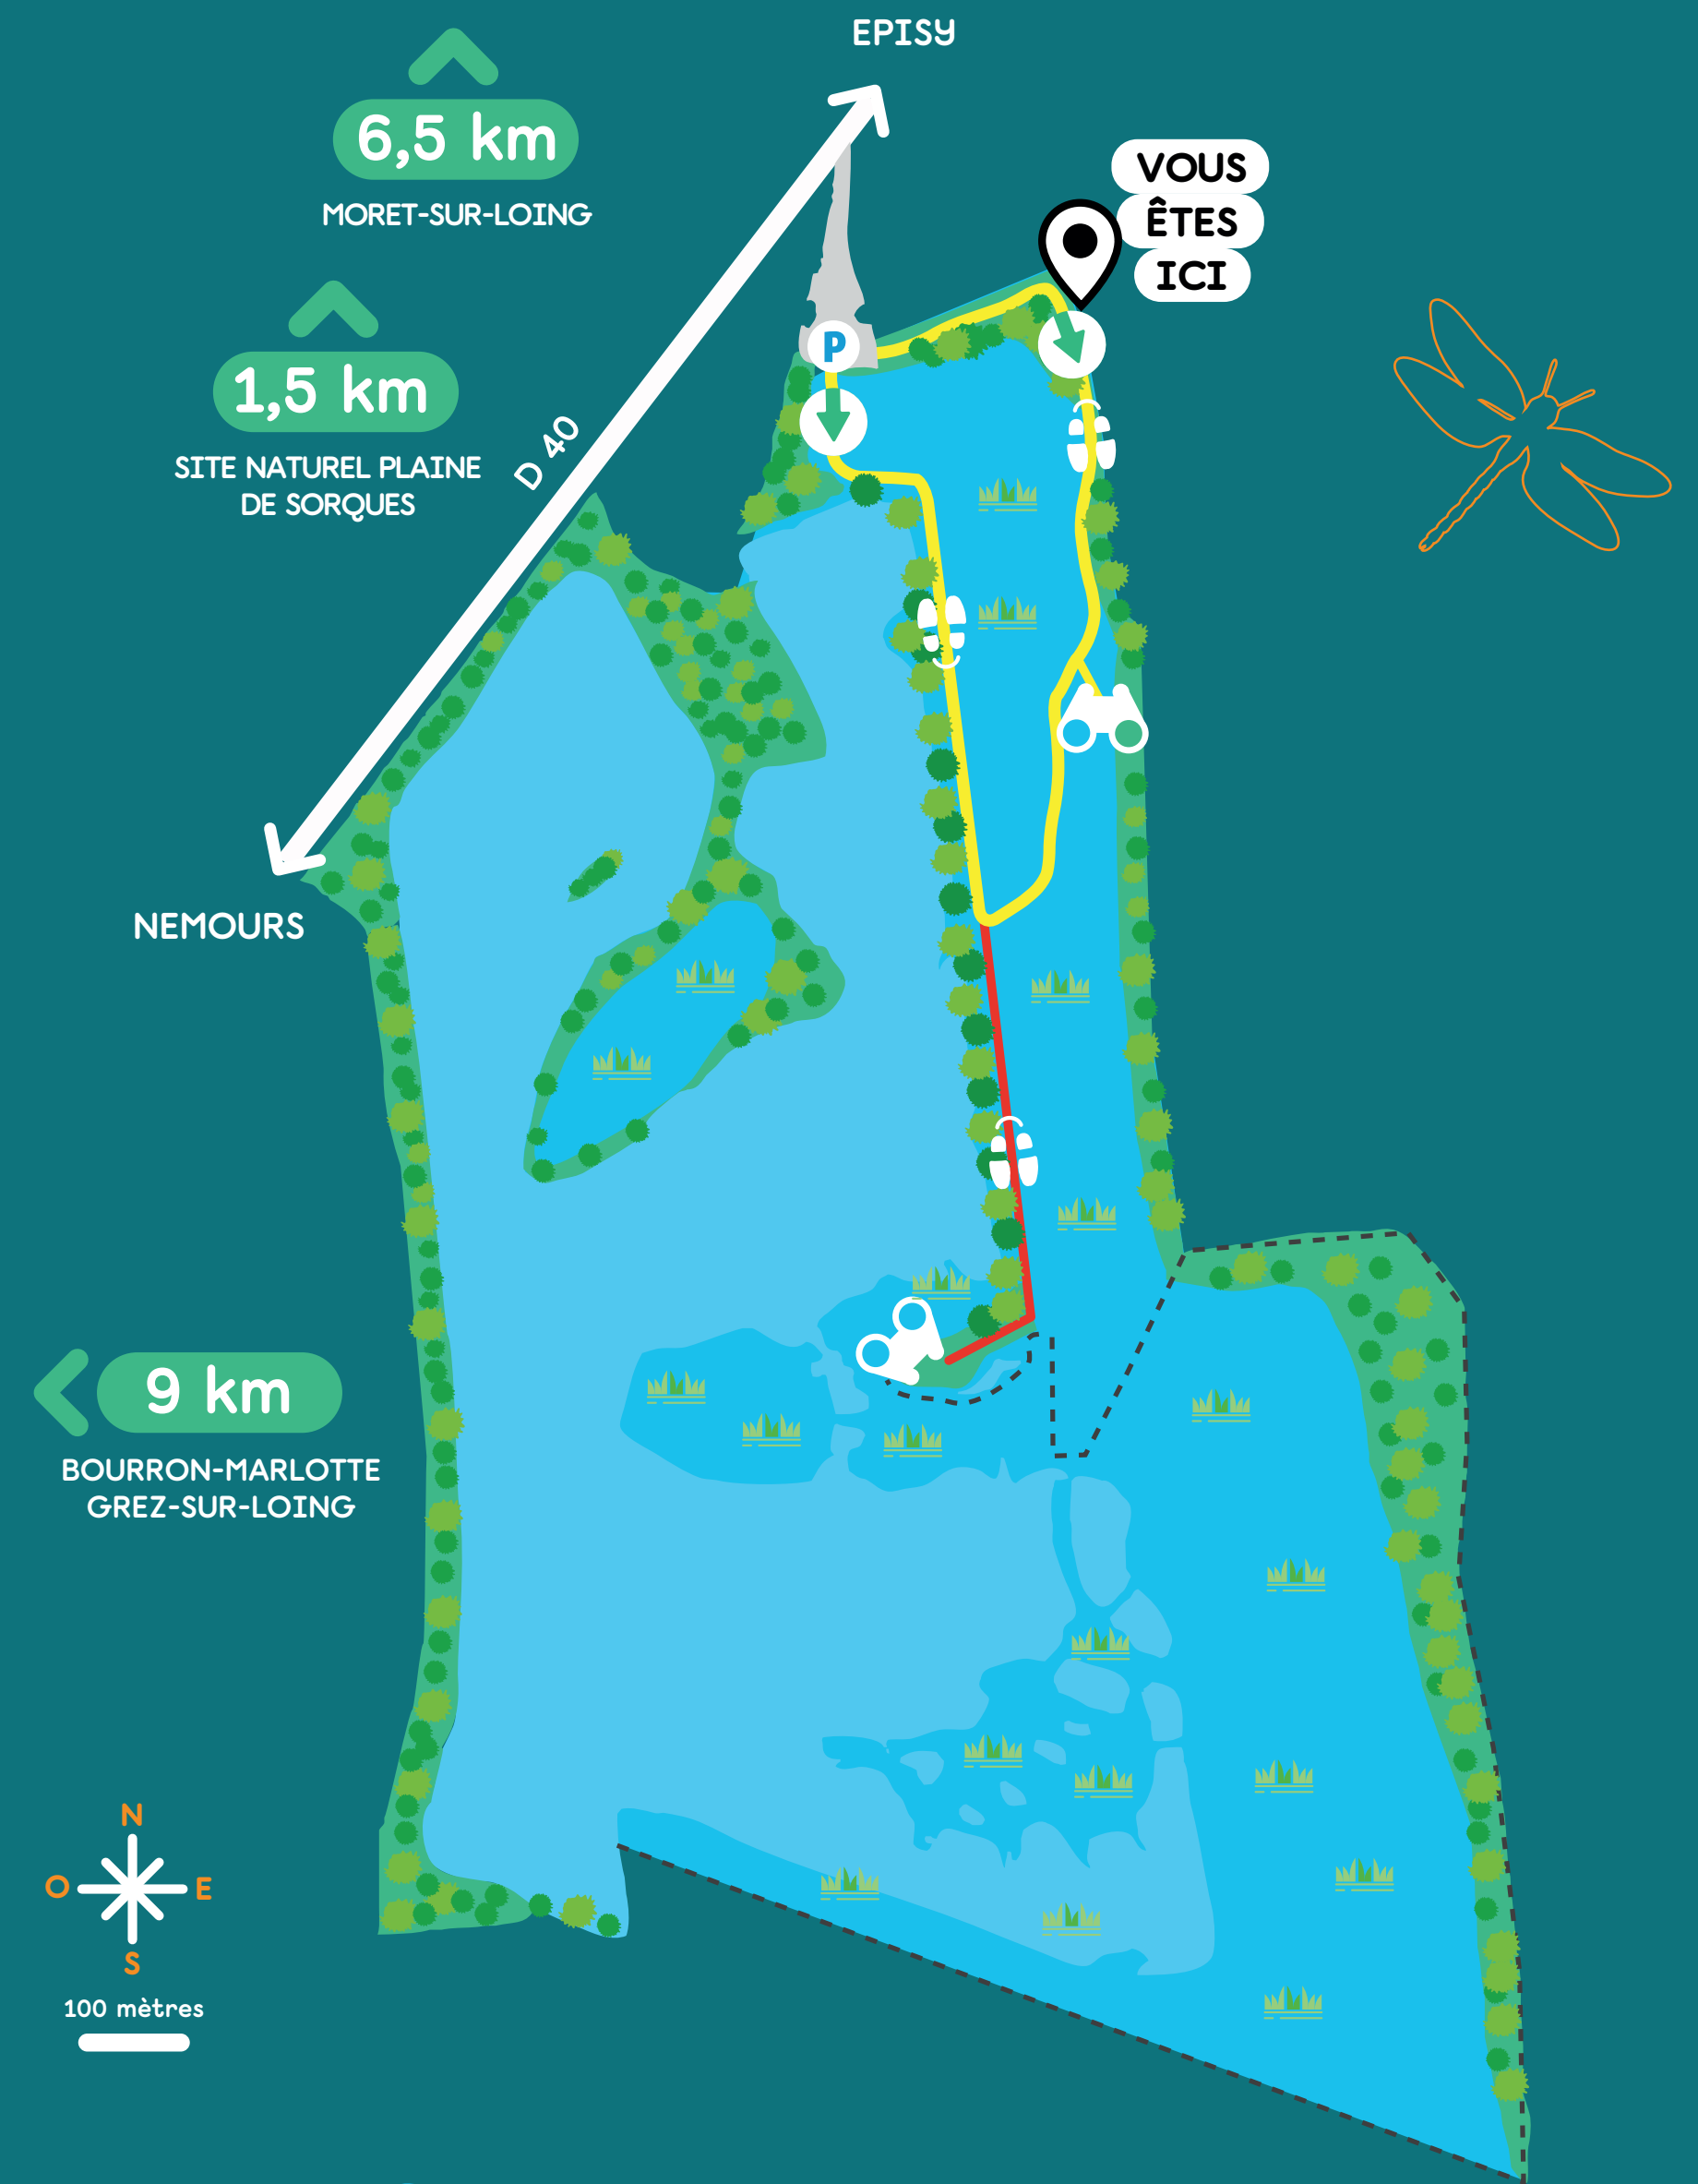 EPISY
6,5 km
MORET-SUR-LOING
VOUS
ÊTES
ICI
P
1,5 km
SITE NATUREL PLAINE
DE SORQUES
D 40
NEMOURS
9 km
BOURRON-MARLOTTE
GREZ-SUR-LOING
N
O
E
S
100 mètres